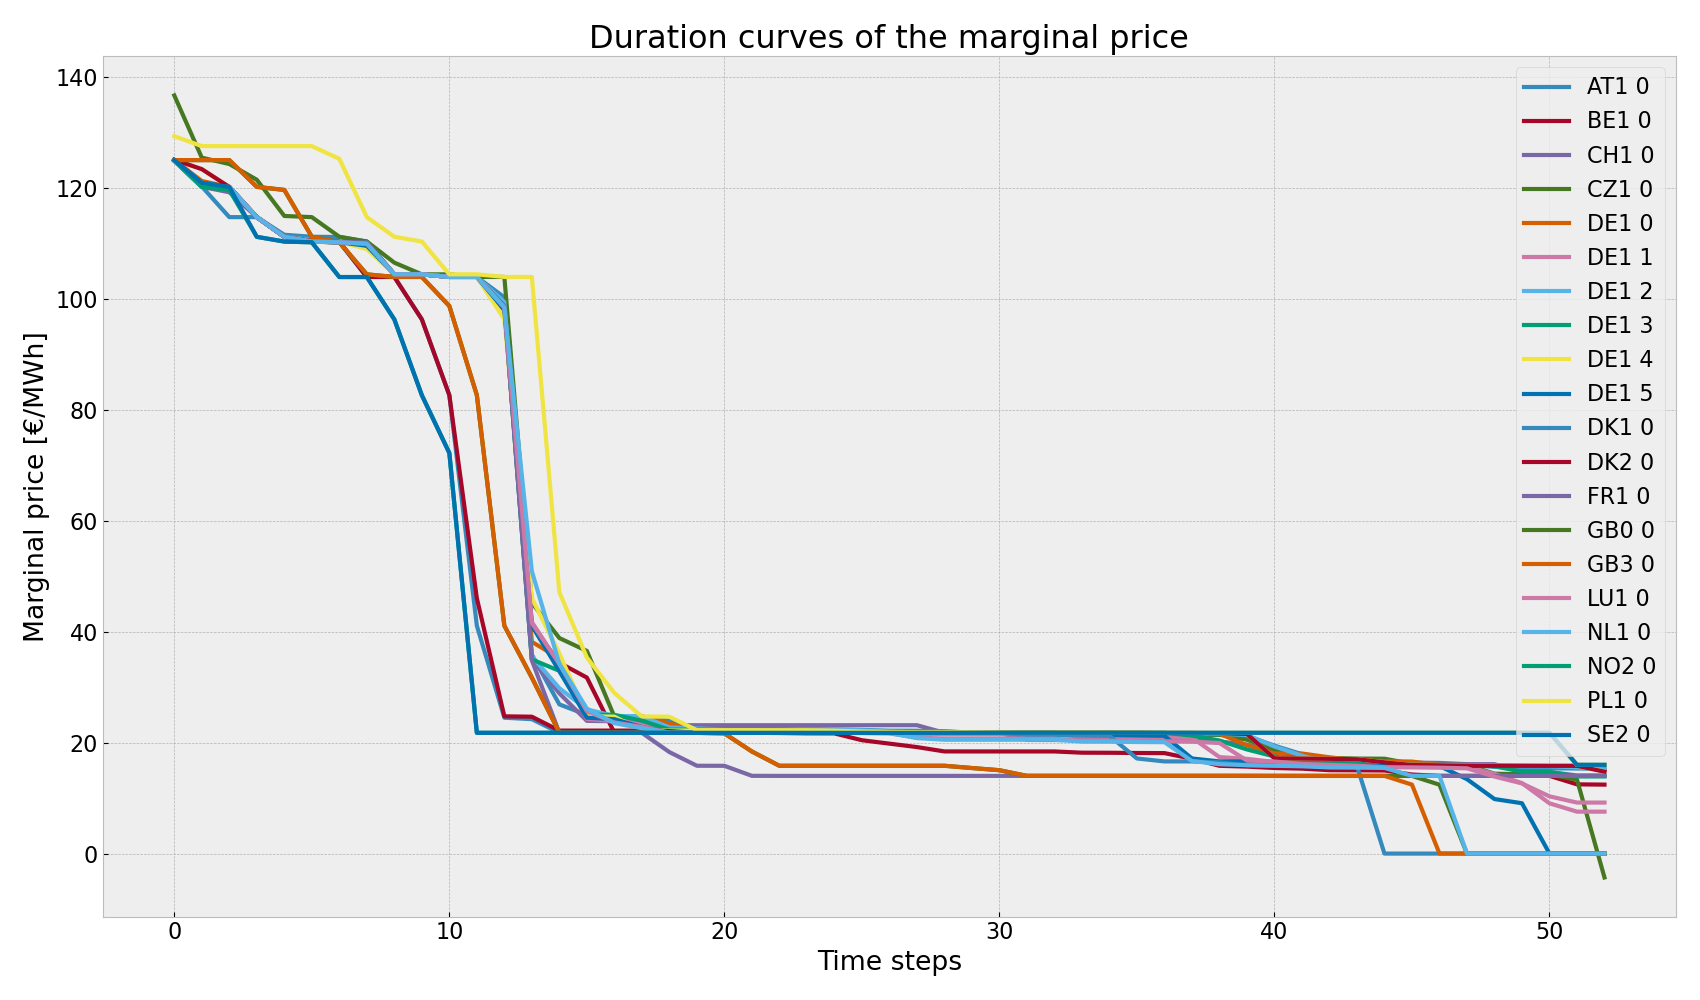 Duration curves of the marginal price
Marginal price [€/MWh]
140
120
100
80
60
40
20
0
0
10
20
30
40
50
Time steps
AT1 0
BE1 0
CH1 0
CZ1 0
DE1 0
DE1 1
DE1 2
DE1 3
DE1 4
DE1 5
DK1 0
DK2 0
FR1 0
GB0 0
GB3 0
LU1 0
NL1 0
NO2 0
PL1 0
SE2 0